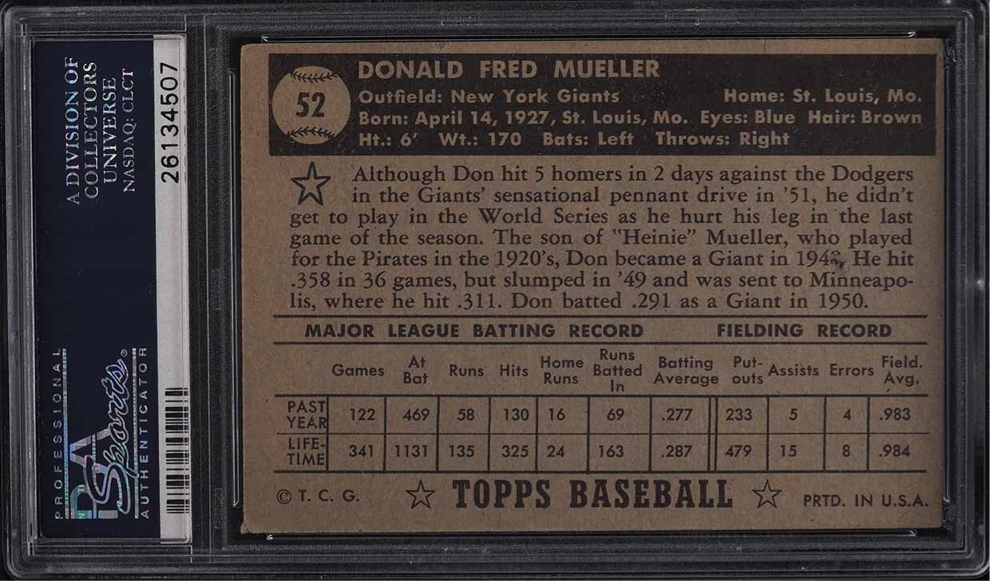 A DIVISION OF
COLLECTORS
UNIVERSE
NASDAQ: CLCT
26134507
PROFESSIONAL
PSA
Sports
AUTHENTICATOR
52
DONALD FRED MUELLER
Outfield: New York Giants Home: St. Louis, Mo.
Born: April 14, 1927, St. Louis, Mo. Eyes: Blue Hair: Brown
Ht.: 6' Wt.: 170 Bats: Left Throws: Right
Although Don hit 5 homers in 2 days against the Dodgers
in the Giants' sensational pennant drive in '51, he didn't
get to play in the World Series as he hurt his leg in the last
game of the season. The son of "Heinie" Mueller, who played
for the Pirates in the 1920's, Don became a Giant in He hit
.358 in 36 games, but slumped in '49 and was sent to Minneapo-
lis, where he hit .311. Don batted .291 as a Giant in 1950.
MAJOR LEAGUE BATTING RECORD FIELDING RECORD
Games At Bat Runs Hits Home Runs Runs Batted In Batting Average Put-outs Assists Errors Field. Avg.
PAST YEAR 122 469 58 130 16 69 .277 233 5 4 .983
LIFE-TIME 341 1131 135 325 24 163 .287 479 15 8 .984
© T. C. G. TOPPS BASEBALL PRTD. IN U.S.A.